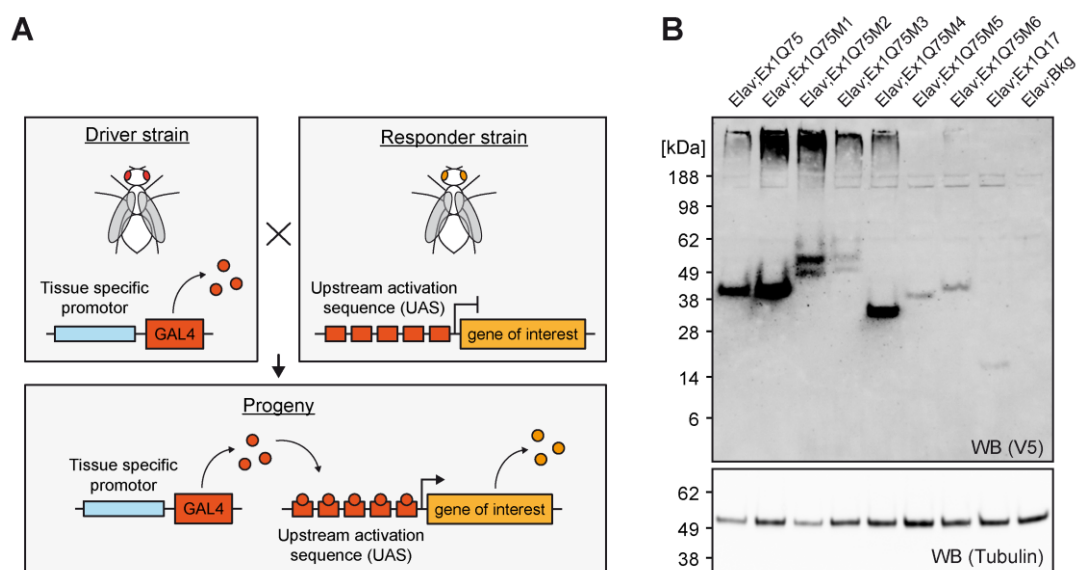 A
Driver strain
Tissue specific
promotor
GAL4
Responder strain
Upstream activation
sequence (UAS)
gene of interest
Progeny
Tissue specific
promotor
GAL4
Upstream activation
sequence (UAS)
gene of interest
B
Elav;Ex1Q75
Elav;Ex1Q75M1
Elav;Ex1Q75M2
Elav;Ex1Q75M3
Elav;Ex1Q75M4
Elav;Ex1Q75M5
Elav;Ex1Q75M6
Elav;Ex1Q17
Elav;Bkg
[kDa]
188
98
62
49
38
28
14
6
WB (V5)
62
49
38
WB (Tubulin)